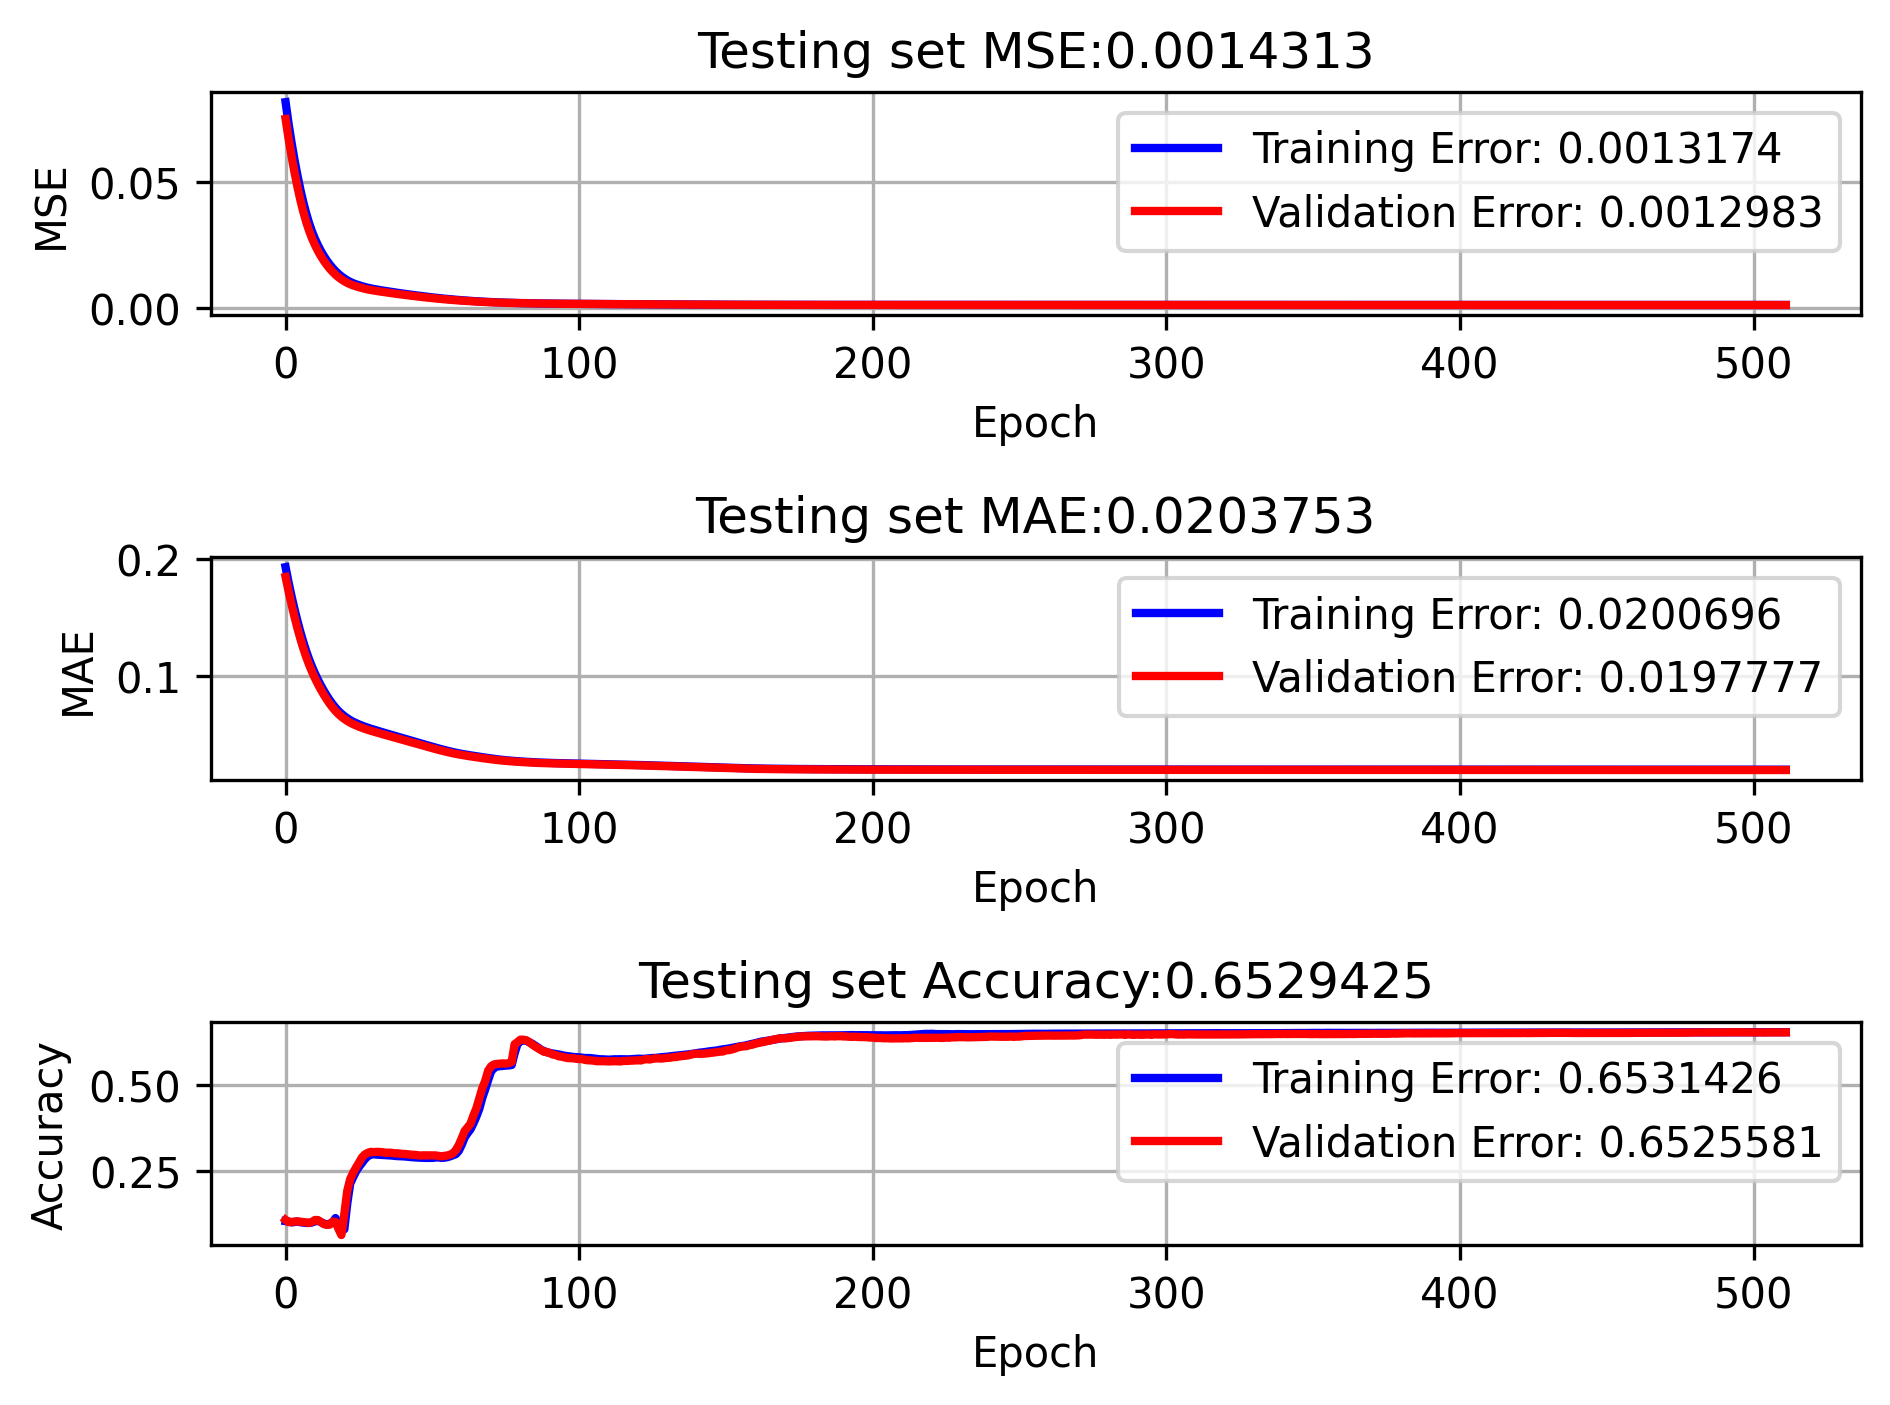 Testing set MSE:0.0014313
MSE
0.05
0.00
Training Error: 0.0013174
Validation Error: 0.0012983
0 100 200 300 400 500
Epoch
Testing set MAE:0.0203753
MAE
0.2
0.1
Training Error: 0.0200696
Validation Error: 0.0197777
0 100 200 300 400 500
Epoch
Testing set Accuracy:0.6529425
Accuracy
0.50
0.25
Training Error: 0.6531426
Validation Error: 0.6525581
0 100 200 300 400 500
Epoch